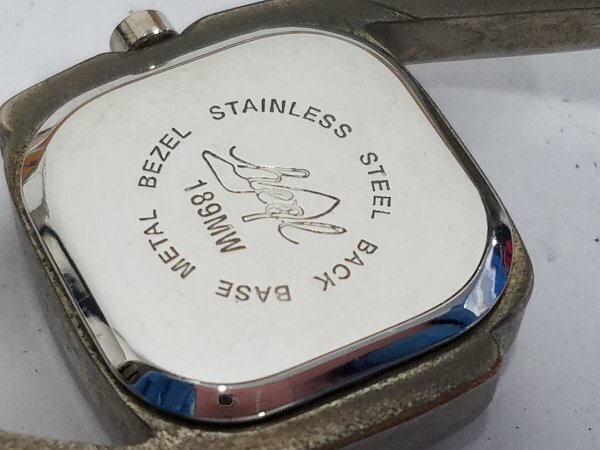 STAINLESS STEEL BACK BASE METAL BEZEL
MW681